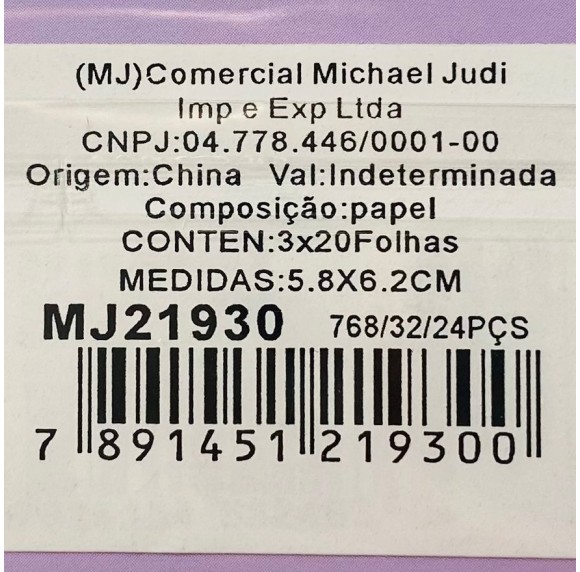 (MJ)Comercial Michael Judi
Imp e Exp Ltda
CNPJ:04.778.446/0001-00
Origem:China Val:Indeterminada
Composição:papel
CONTEN:3x20Folhas
MEDIDAS:5.8X6.2CM
MJ21930 768/32/24PÇS
7 891451 219300